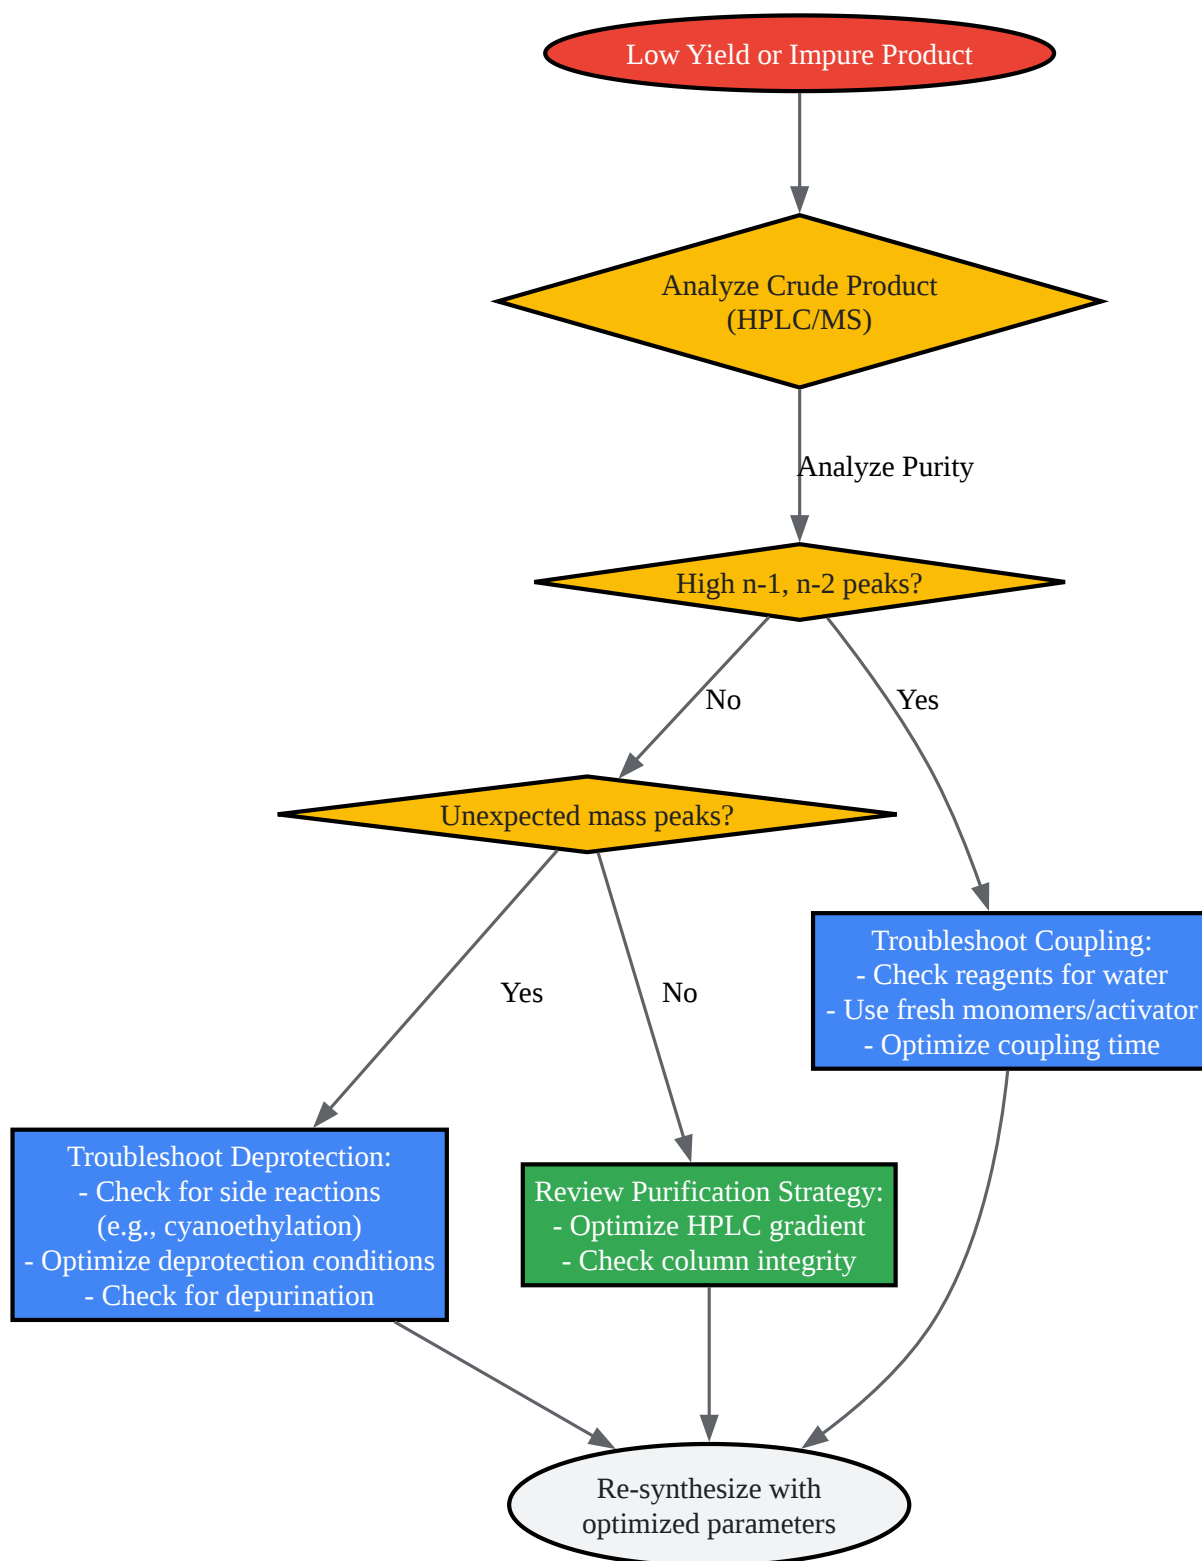 Low Yield or Impure Product
Analyze Crude Product
(HPLC/MS)
Analyze Purity
High n-1, n-2 peaks?
No
Yes
Unexpected mass peaks?
Yes
No
Troubleshoot Coupling:
- Check reagents for water
- Use fresh monomers/activator
- Optimize coupling time
Troubleshoot Deprotection:
- Check for side reactions
(e.g., cyanoethylation)
- Optimize deprotection conditions
- Check for depurination
Review Purification Strategy:
- Optimize HPLC gradient
- Check column integrity
Re-synthesize with
optimized parameters